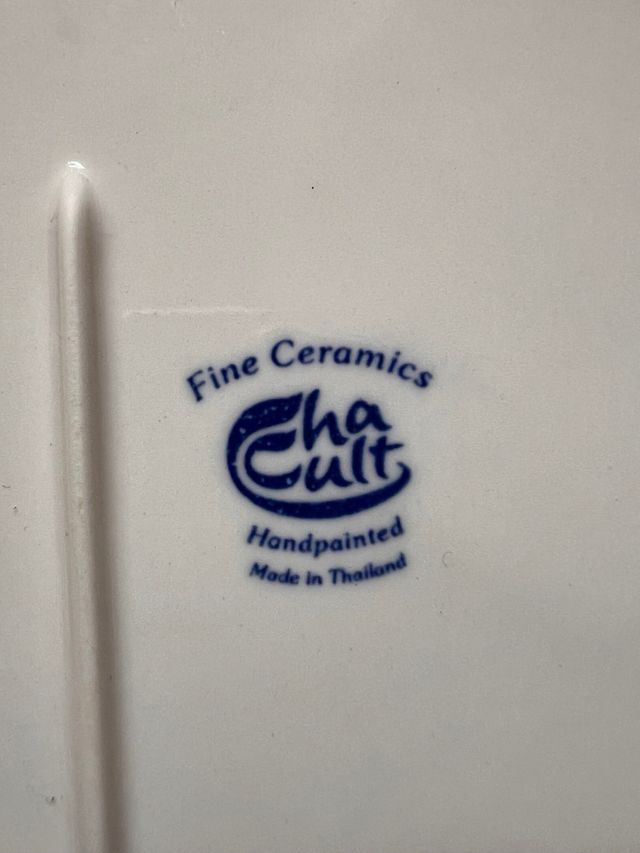 Fine Ceramics
Cha
Cult
Handpainted
Made in Thailand